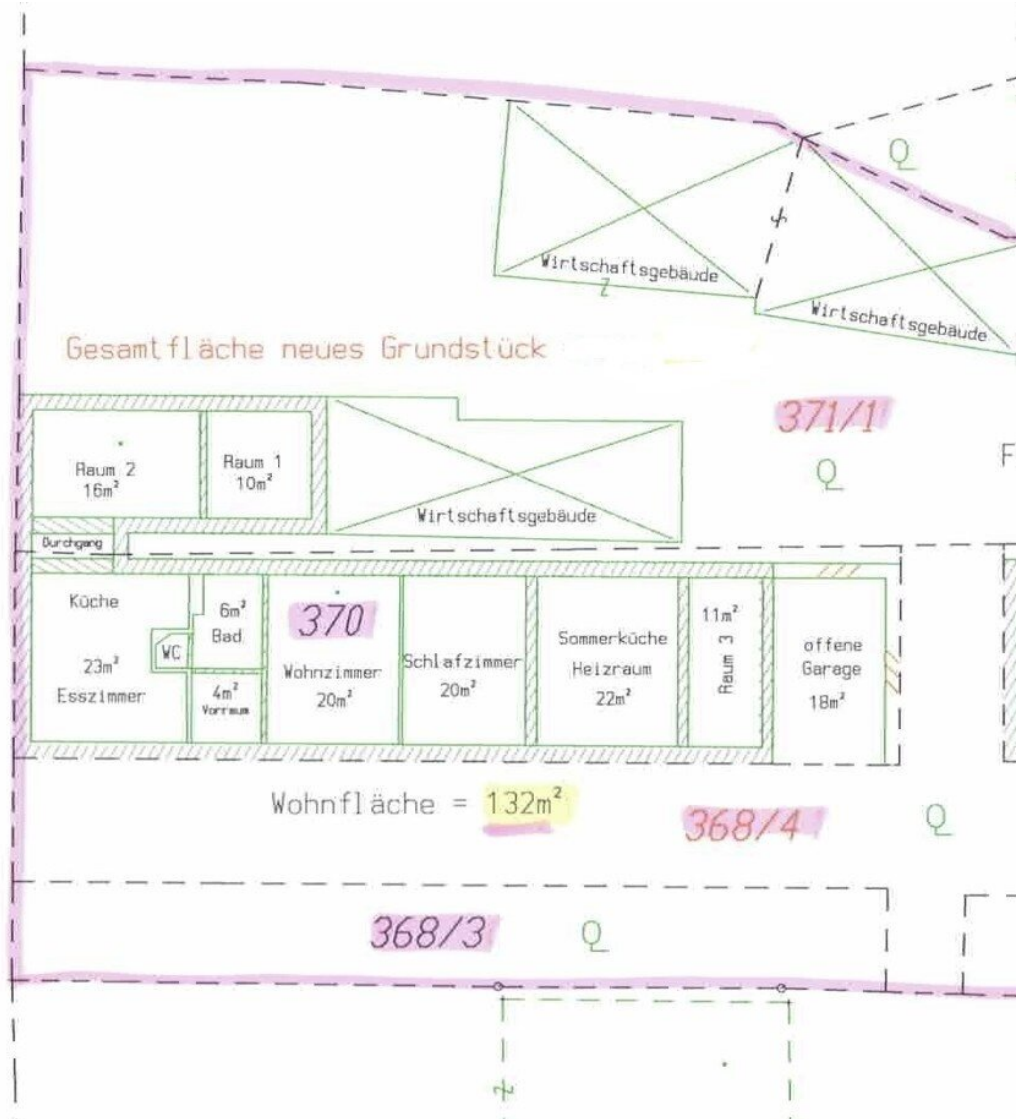 Q
Wirtschaftsgebäude
Wirtschaftsgebäude
Gesamtfläche neues Grundstück
371/1
Q
F
Raum 2
16m²
Raum 1
10m²
Wirtschaftsgebäude
Durchgang
Küche
23m²
Esszimmer
WC
6m²
Bad
4m²
Vorraum
370
Wohnzimmer
20m²
Schlafzimmer
20m²
Sommerküche
Heizraum
22m²
11m²
Raum 3
offene
Garage
18m²
Wohnfläche = 132m²
368/4
Q
368/3
Q